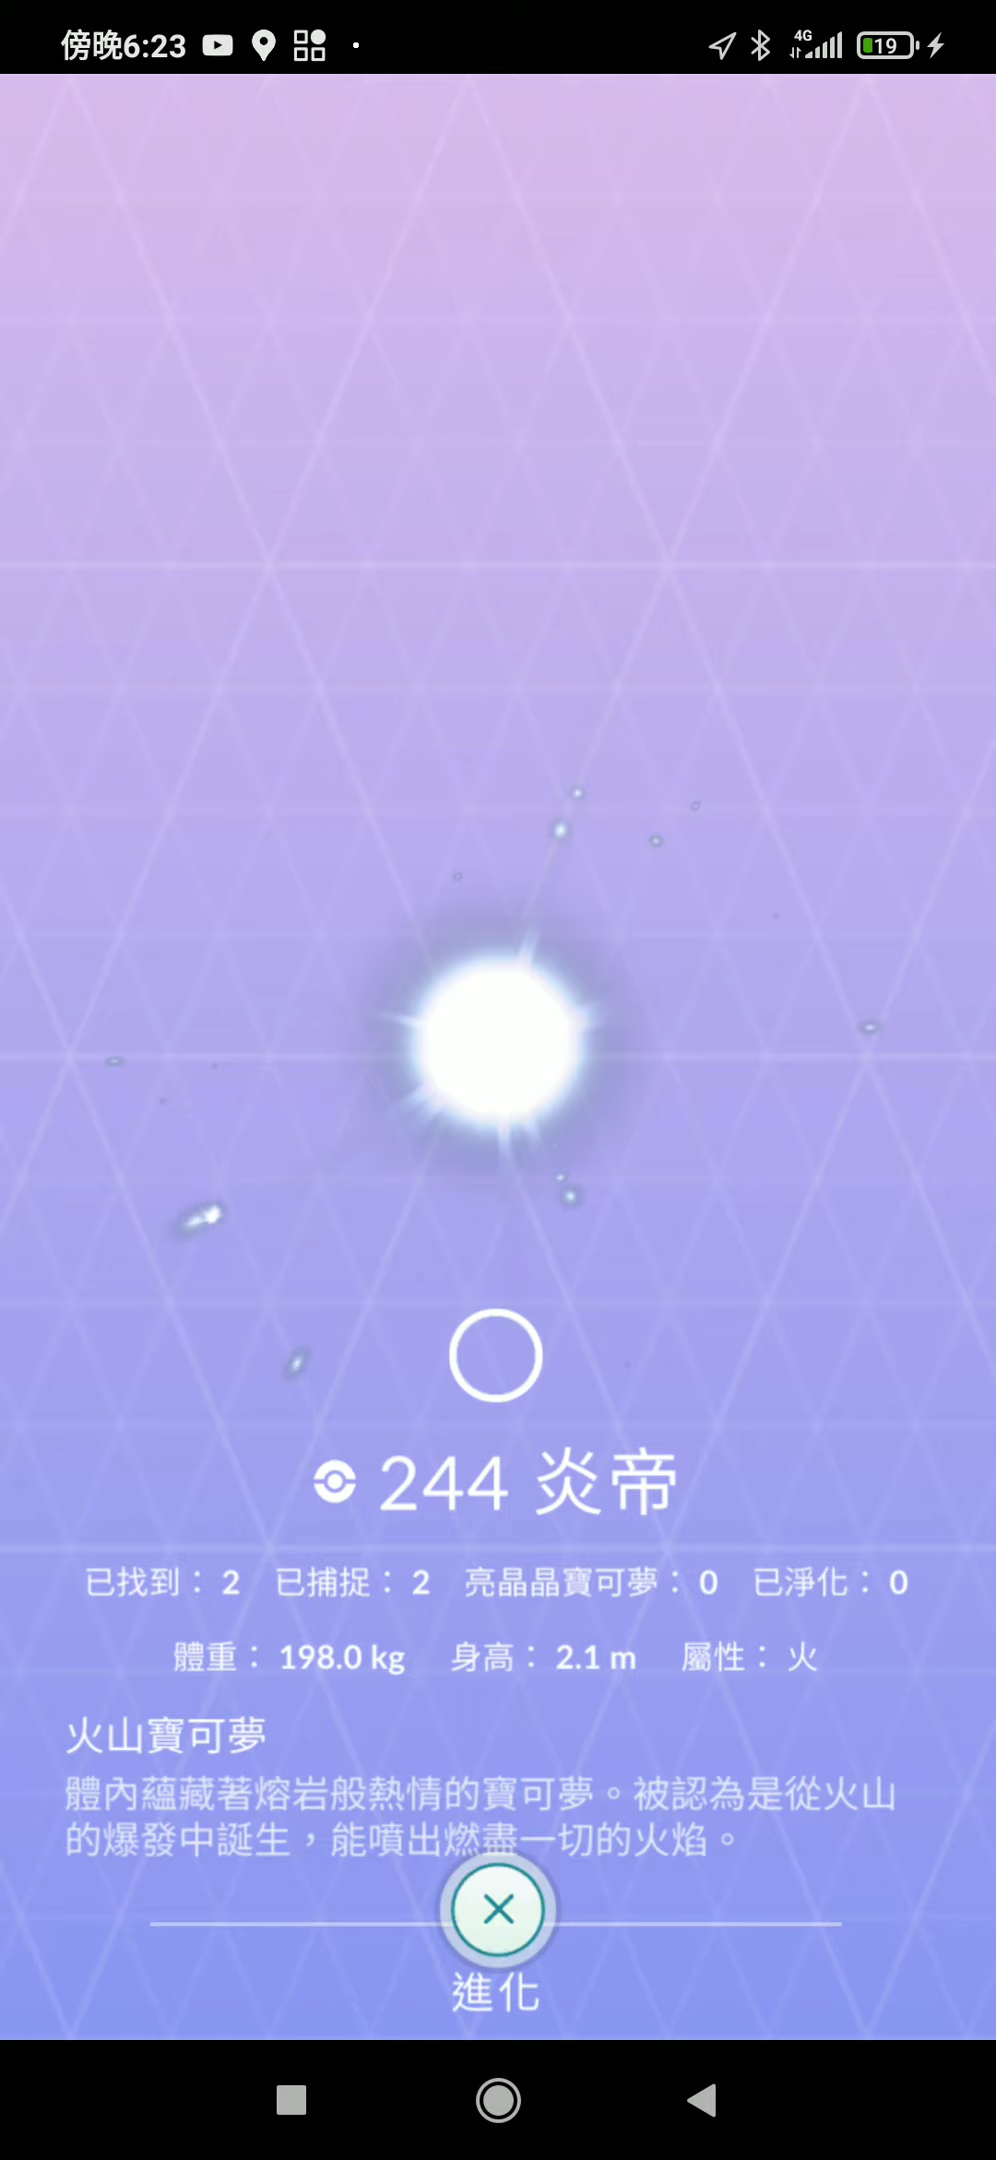 傍晚6:23 4G 19
244 炎帝
已找到： 2 已捕捉： 2 亮晶晶寶可夢： 0 已淨化： 0
體重： 198.0 kg 身高： 2.1 m 屬性： 火
火山寶可夢
體內蘊藏著熔岩般熱情的寶可夢。被認為是從火山
的爆發中誕生，能噴出燃盡一切的火焰。
進化